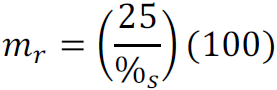 m_r = (25/%_s) (100)